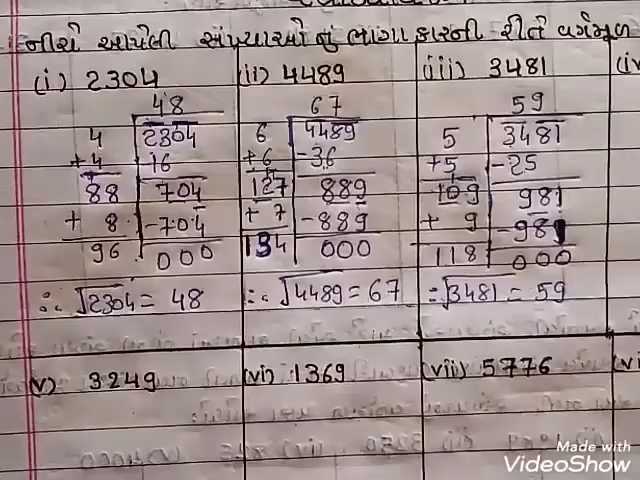 નીચે આપેલી સંખ્યાઓનું ભાગાકારની રીતે વર્ગમૂળ
(i) 2304 (ii) 4489 (iii) 3481 (iv
48 67 59
4 2304 6 4489 5 3481
+4 16 +6 -36 +5 -25
88 704 127 889 109 981
+ 8 -704 + 7 -889 + 9 -981
96 000 134 000 118 000
∴ √2304 = 48 ∴ √4489 = 67 ∴ √3481 = 59
(v) 3249 (vi) 1369 (vii) 5776 (vi
Made with
VideoShow